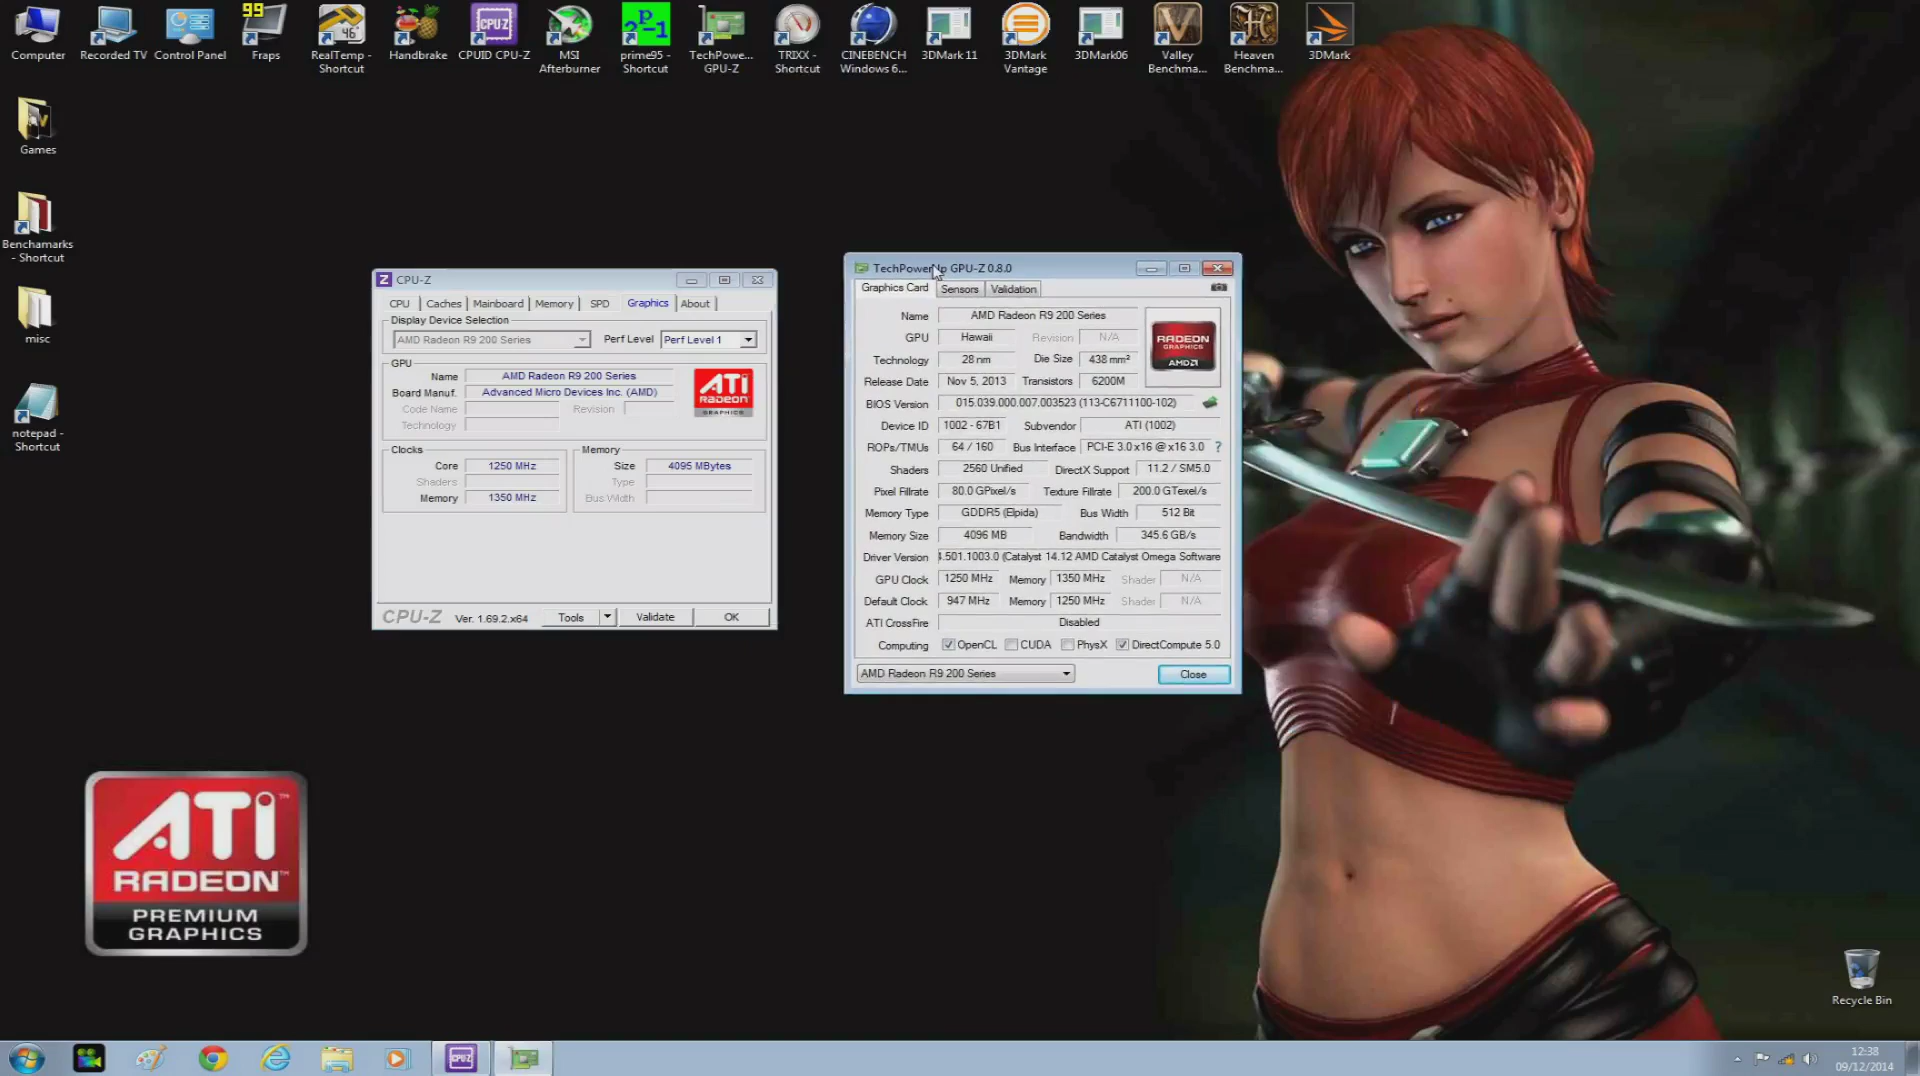 Computer
Recorded TV
Control Panel
99
Fraps
46°
RealTemp -
Shortcut
Handbrake
CPU-Z
CPUID CPU-Z
MSI
Afterburner
prime95 -
Shortcut
TechPowe...
GPU-Z
TRIXX -
Shortcut
CINEBENCH
Windows 6...
3DMark 11
3DMark
Vantage
3DMark06
Valley
Benchma...
Heaven
Benchma...
3DMark
Games
Benchamarks
- Shortcut
misc
notepad -
Shortcut
CPU-Z
CPU Caches Mainboard Memory SPD Graphics About
Display Device Selection
AMD Radeon R9 200 Series Perf Level Perf Level 1
GPU
Name AMD Radeon R9 200 Series
Board Manuf. Advanced Micro Devices Inc. (AMD)
Code Name Revision
Technology
ATI
RADEON
GRAPHICS
Clocks
Core 1250 MHz
Shaders
Memory 1350 MHz
Memory
Size 4095 MBytes
Type
Bus Width
CPU-Z Ver. 1.69.2.x64 Tools Validate OK
TechPowerUp GPU-Z 0.8.0
Graphics Card Sensors Validation
Name AMD Radeon R9 200 Series
GPU Hawaii Revision N/A
Technology 28 nm Die Size 438 mm²
Release Date Nov 5, 2013 Transistors 6200M
BIOS Version 015.039.000.007.003523 (113-C6711100-102)
Device ID 1002 - 67B1 Subvendor ATI (1002)
ROPs/TMUs 64 / 160 Bus Interface PCI-E 3.0 x16 @ x16 3.0 ?
Shaders 2560 Unified DirectX Support 11.2 / SM5.0
Pixel Fillrate 80.0 GPixel/s Texture Fillrate 200.0 GTexel/s
Memory Type GDDR5 (Elpida) Bus Width 512 Bit
Memory Size 4096 MB Bandwidth 345.6 GB/s
Driver Version 4.501.1003.0 (Catalyst 14.12 AMD Catalyst Omega Software
GPU Clock 1250 MHz Memory 1350 MHz Shader N/A
Default Clock 947 MHz Memory 1250 MHz Shader N/A
ATI CrossFire Disabled
Computing OpenCL CUDA PhysX DirectCompute 5.0
AMD Radeon R9 200 Series Close
RADEON
GRAPHICS
AMD
ATI™
RADEON™
PREMIUM
GRAPHICS
Recycle Bin
CPU-Z
12:38
09/12/2014